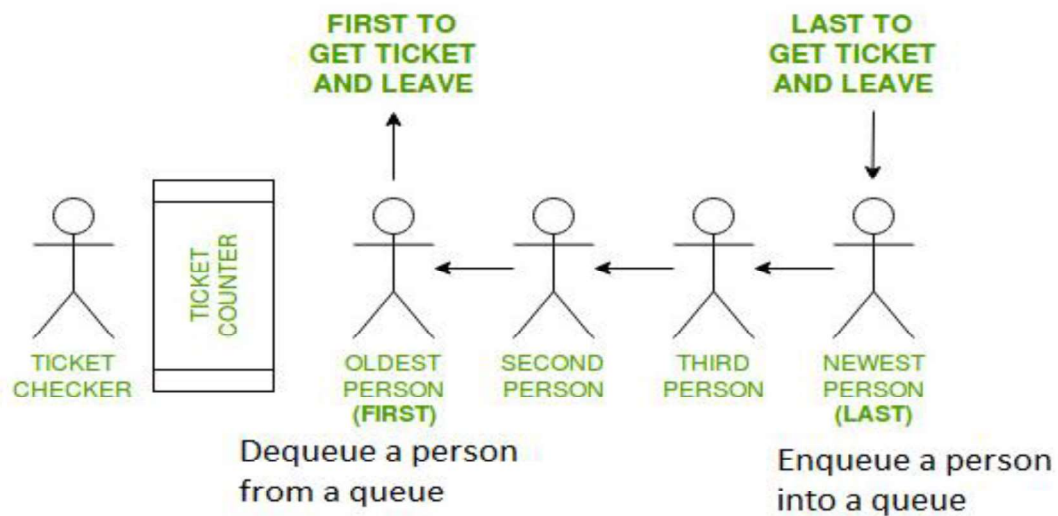 FIRST TO
GET TICKET
AND LEAVE
LAST TO
GET TICKET
AND LEAVE
TICKET
COUNTER
TICKET
CHECKER
OLDEST
PERSON
(FIRST)
SECOND
PERSON
THIRD
PERSON
NEWEST
PERSON
(LAST)
Dequeue a person
from a queue
Enqueue a person
into a queue